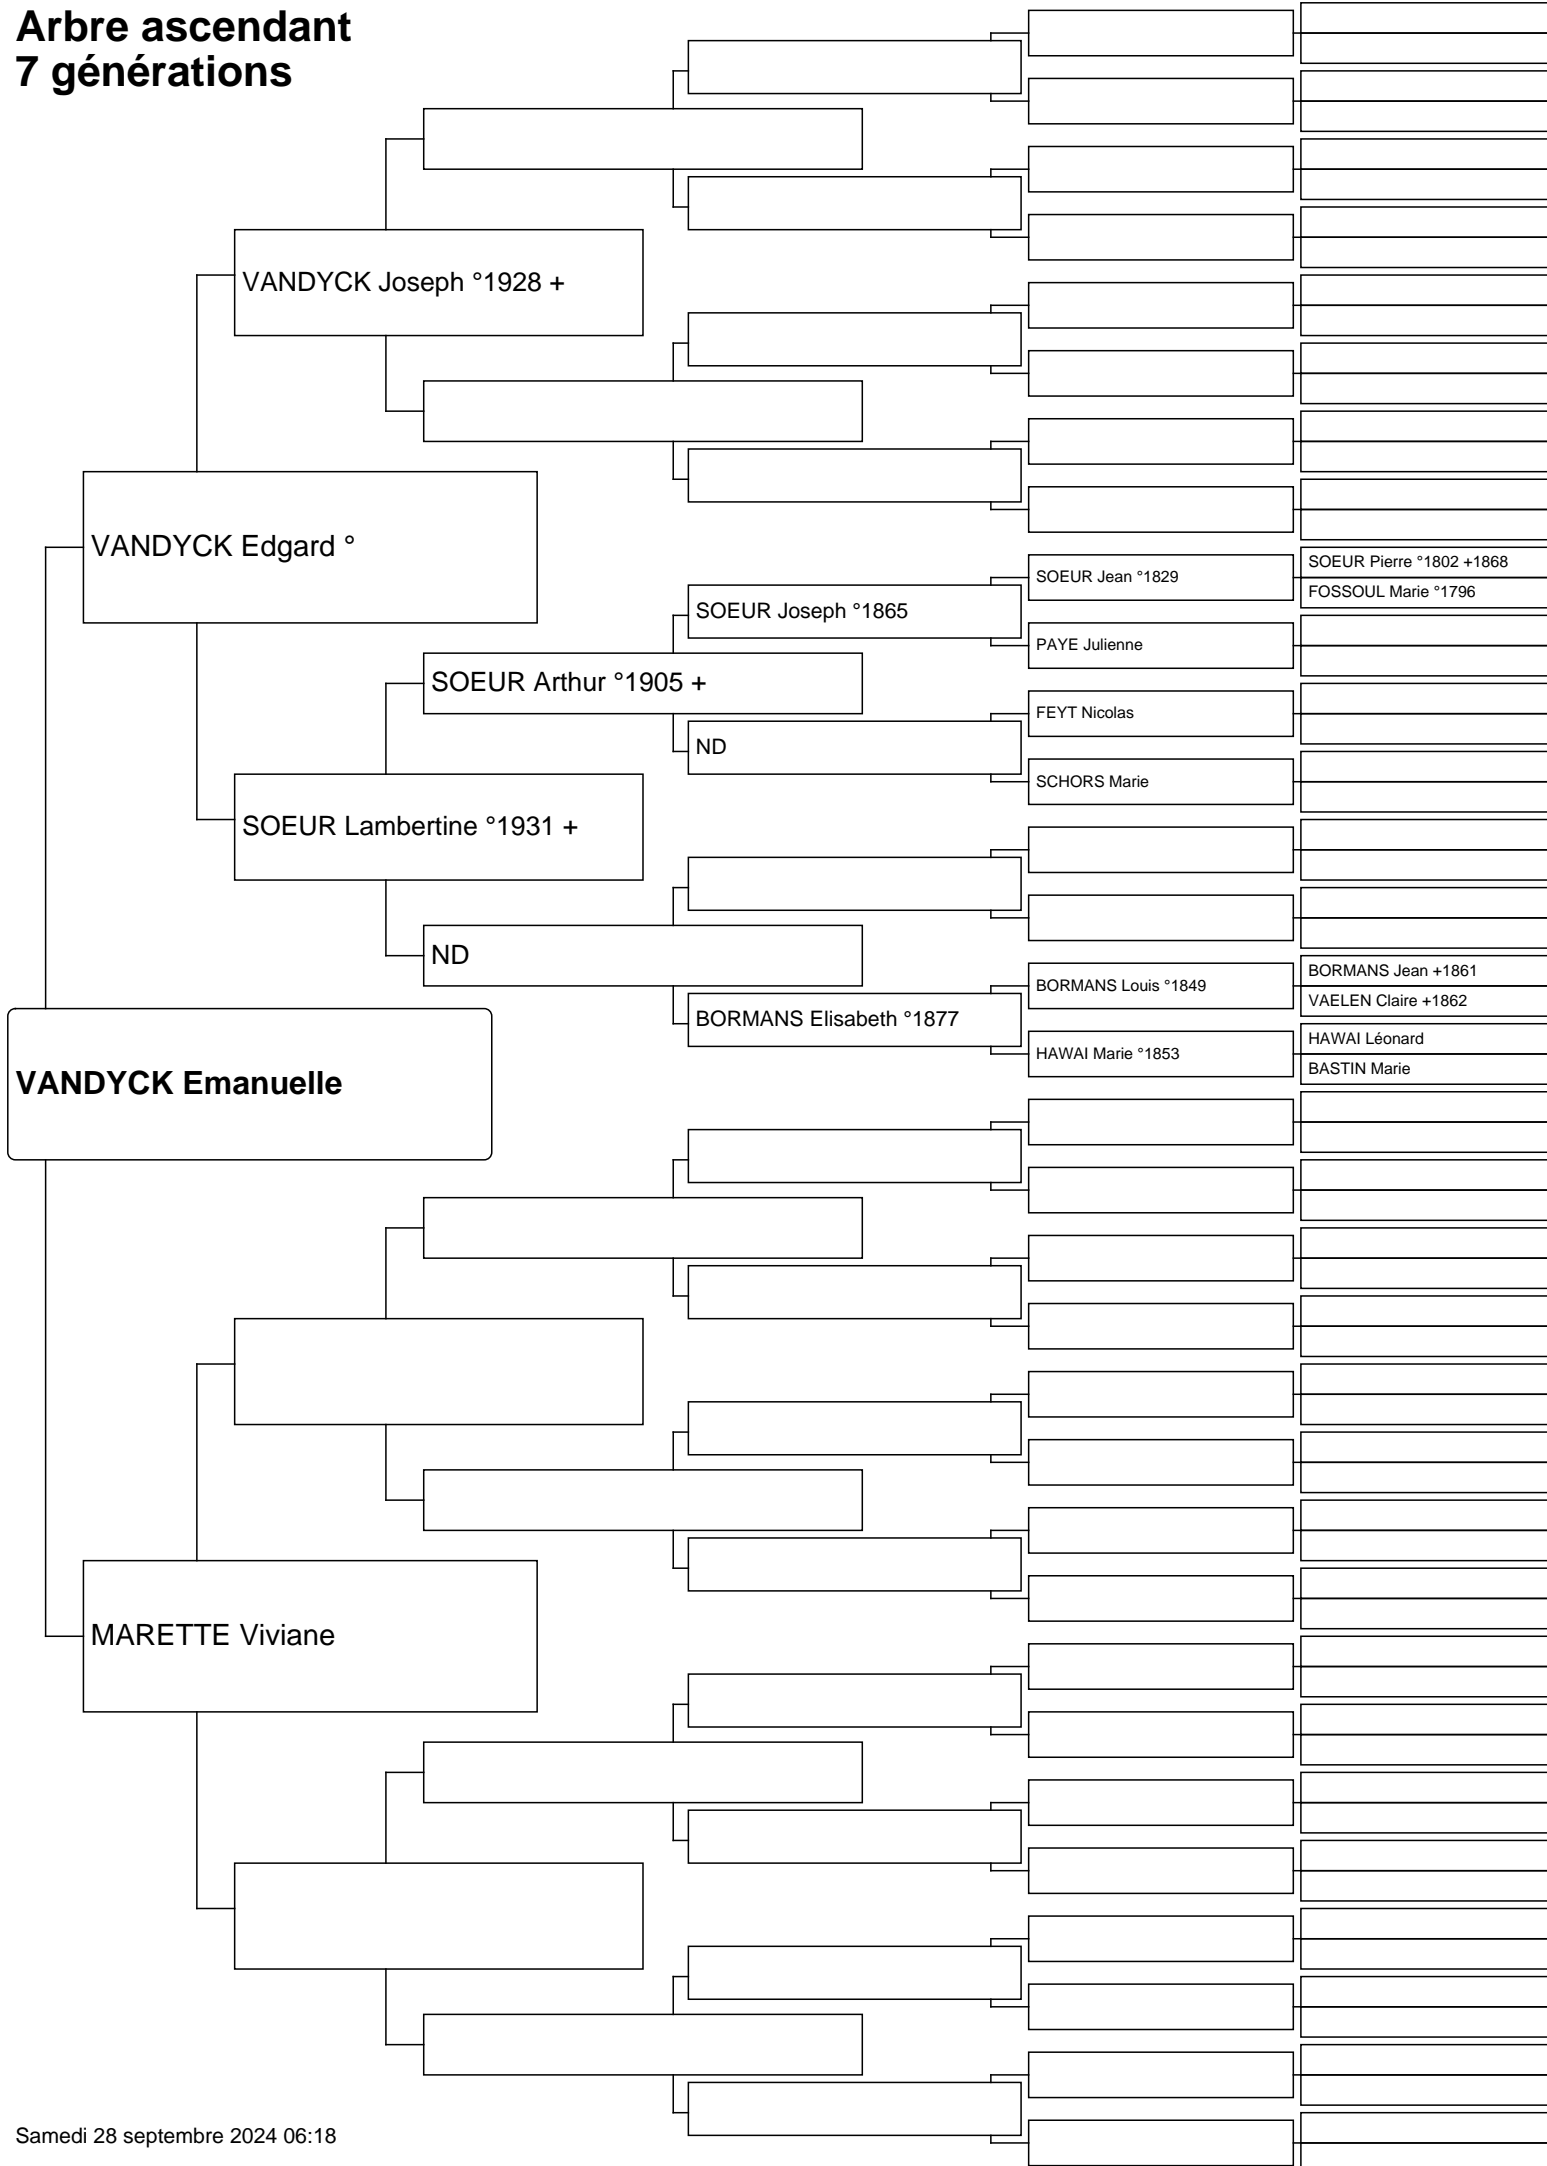 Arbre ascendant
7 générations
VANDYCK Joseph °1928 +
VANDYCK Edgard °
SOEUR Pierre °1802 +1868
SOEUR Jean °1829
FOSSOUL Marie °1796
SOEUR Joseph °1865
PAYE Julienne
SOEUR Arthur °1905 +
FEYT Nicolas
ND
SCHORS Marie
SOEUR Lambertine °1931 +
ND
BORMANS Jean +1861
BORMANS Louis °1849
VAELEN Claire +1862
BORMANS Elisabeth °1877
HAWAI Léonard
HAWAI Marie °1853
BASTIN Marie
VANDYCK Emanuelle
MARETTE Viviane
Samedi 28 septembre 2024 06:18